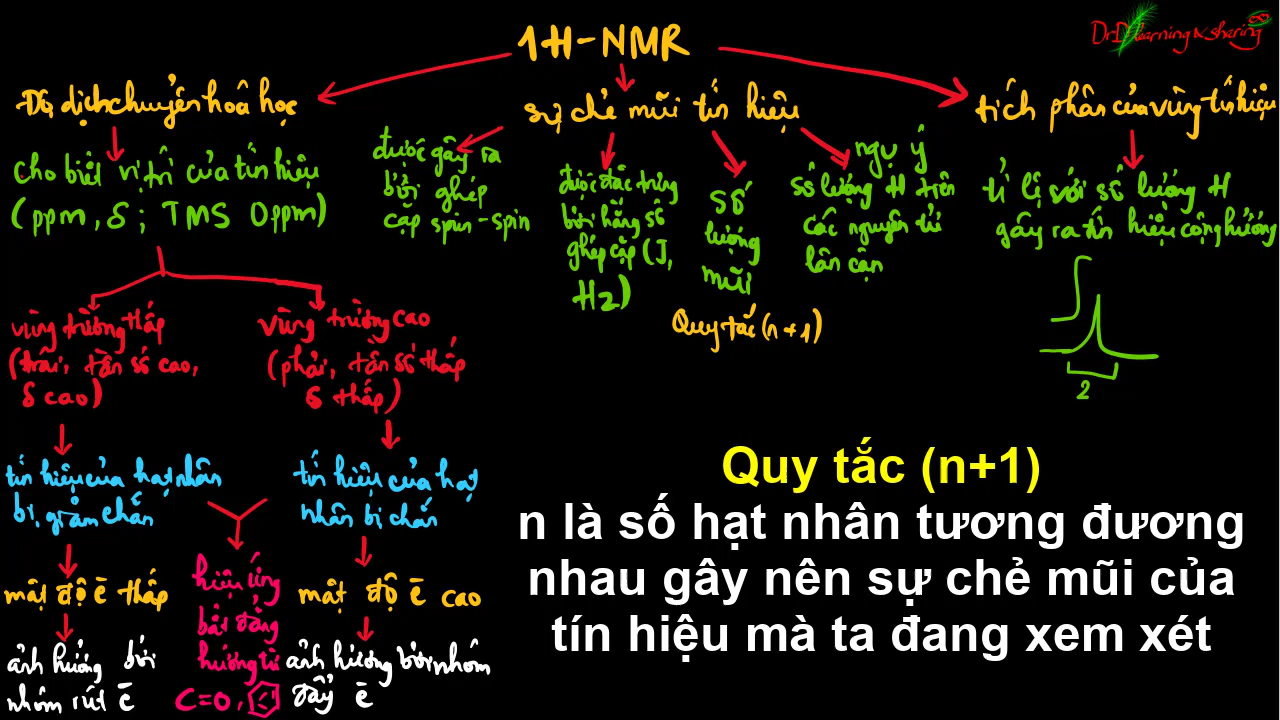 1H-NMR
Dr.D learning & sharing
Độ dịch chuyển hoá học
cho biết vị trí của tín hiệu
(ppm, δ; TMS 0ppm)
vùng trường thấp
(trái, tần số cao,
δ cao)
tín hiệu của hạt nhân
bị giảm chắn
mật độ ē thấp
ảnh hưởng bởi
nhóm rút ē
vùng trường cao
(phải, tần số thấp
δ thấp)
tín hiệu của hạt
nhân bị chắn
mật độ ē cao
ảnh hưởng bởi nhóm
đẩy ē
hiệu ứng
bất đẳng
hướng từ
C=O,
sự chẻ mũi tín hiệu
được gây ra
bởi ghép
cặp spin-spin
được đặc trưng
bởi hằng số
ghép cặp (J,
Hz)
số
lượng
mũi
Quy tắc (n+1)
ngụ ý
số lượng H trên
các nguyên tử
lân cận
tích phân của vùng tín hiệu
tỉ lệ với số lượng H
gây ra tín hiệu cộng hưởng
2
Quy tắc (n+1)
n là số hạt nhân tương đương
nhau gây nên sự chẻ mũi của
tín hiệu mà ta đang xem xét